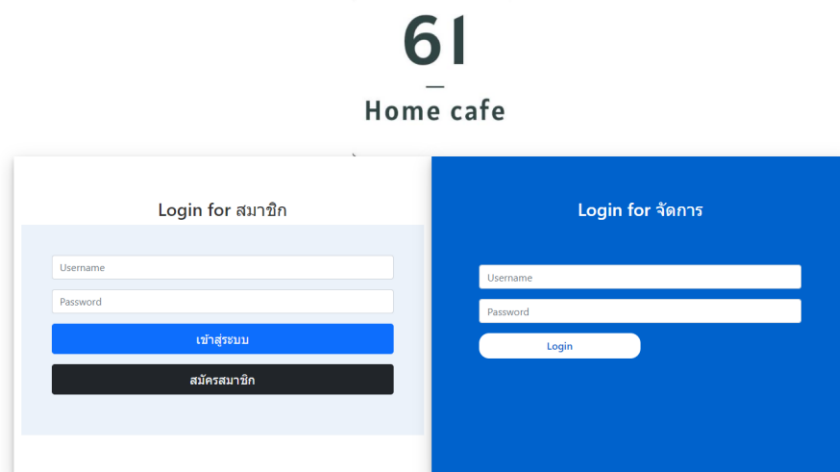 61
Home cafe
Login for สมาชิก
Username
Password
เข้าสู่ระบบ
สมัครสมาชิก
Login for จัดการ
Username
Password
Login